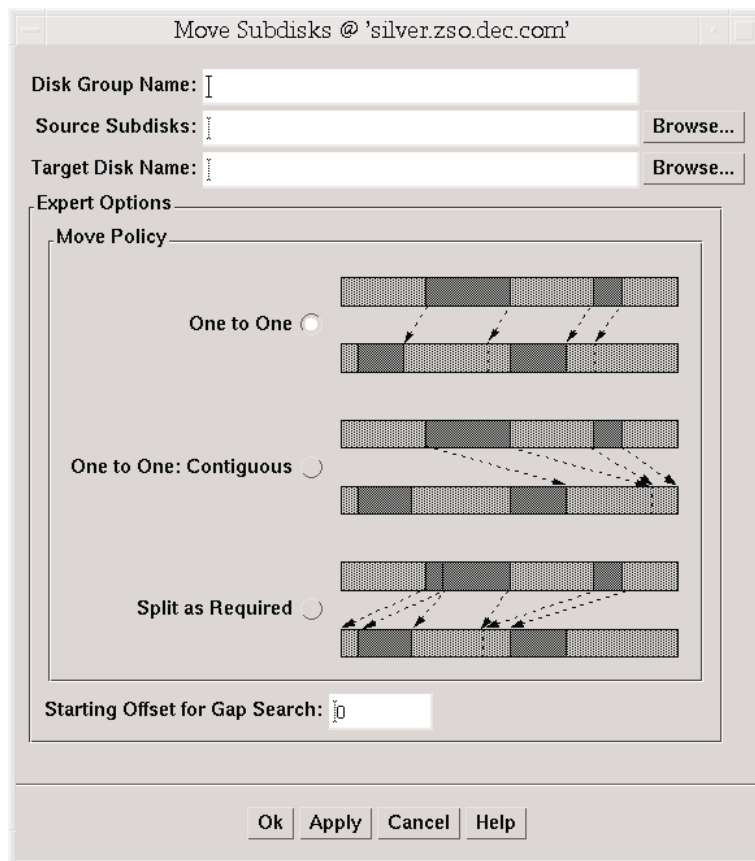 Move Subdisks @ 'silver.zso.dec.com'
Disk Group Name:
Source Subdisks:
Browse...
Target Disk Name:
Browse...
Expert Options
Move Policy
One to One
One to One: Contiguous
Split as Required
Starting Offset for Gap Search: 0
Ok Apply Cancel Help